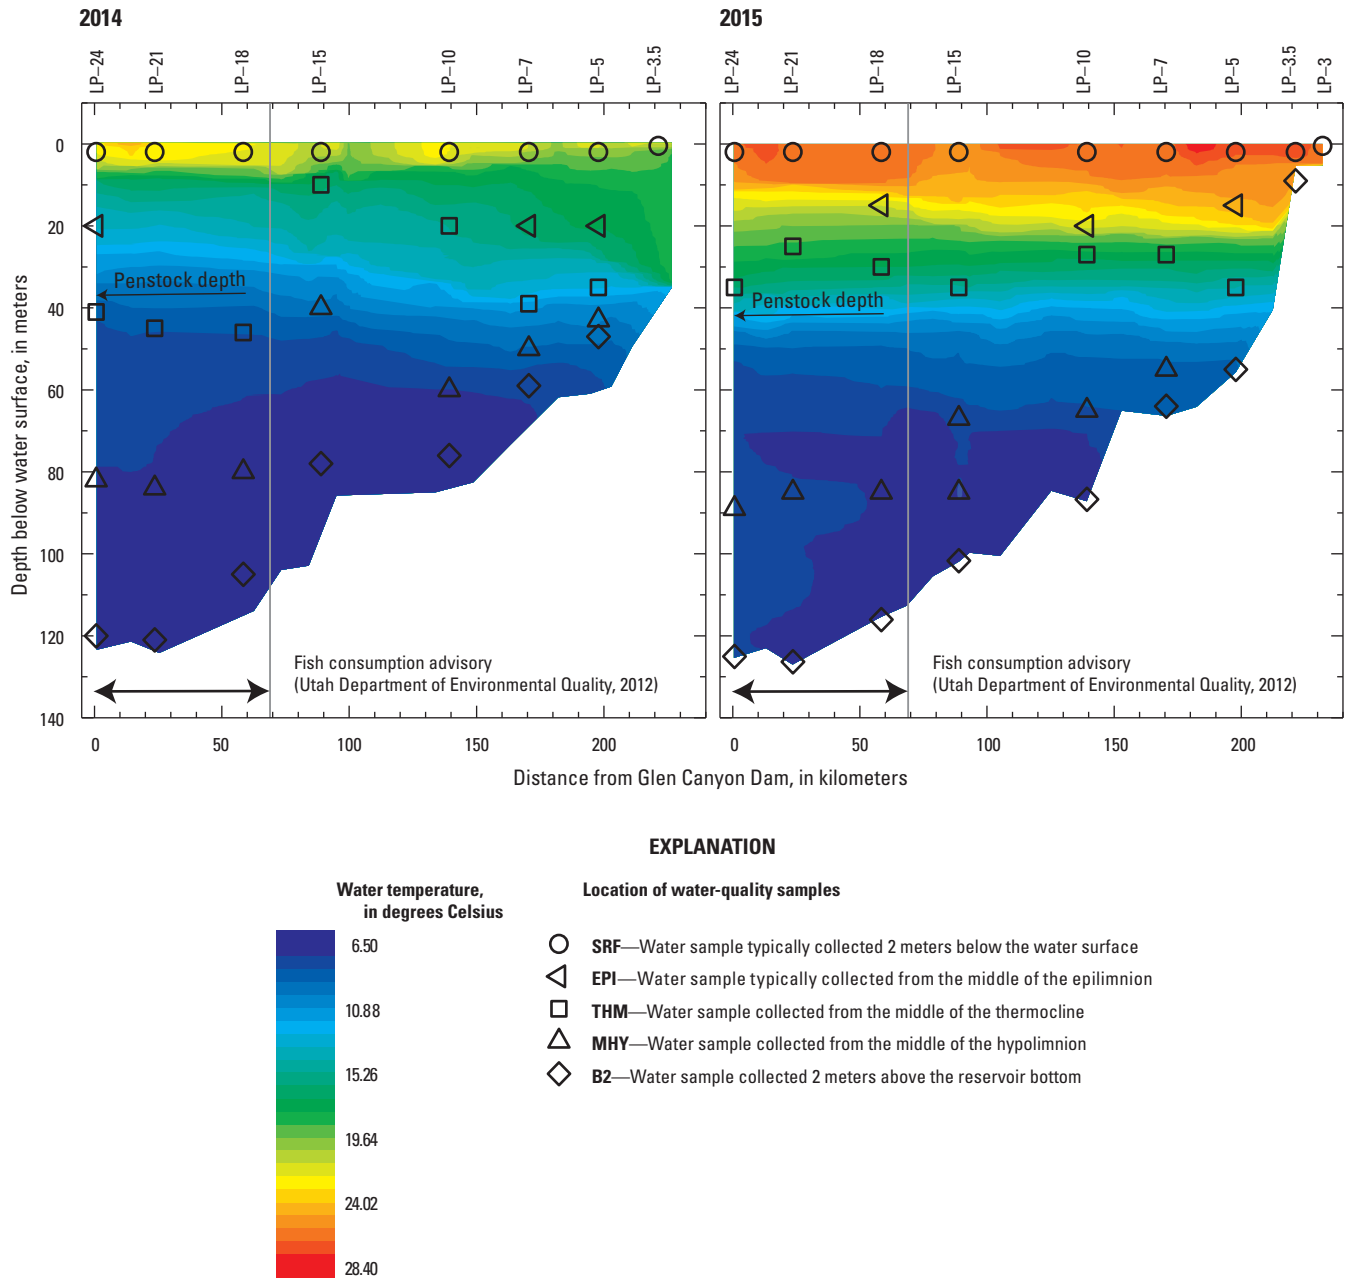 2014
2015
LP–24
LP–21
LP–18
LP–15
LP–10
LP–7
LP–5
LP–3.5
LP–24
LP–21
LP–18
LP–15
LP–10
LP–7
LP–5
LP–3.5
LP–3
Depth below water surface, in meters
0
20
40
60
80
100
120
140
Penstock depth
Penstock depth
Fish consumption advisory
(Utah Department of Environmental Quality, 2012)
Fish consumption advisory
(Utah Department of Environmental Quality, 2012)
0 50 100 150 200
0 50 100 150 200
Distance from Glen Canyon Dam, in kilometers
EXPLANATION
Water temperature,
in degrees Celsius
6.50
10.88
15.26
19.64
24.02
28.40
Location of water-quality samples
SRF—Water sample typically collected 2 meters below the water surface
EPI—Water sample typically collected from the middle of the epilimnion
THM—Water sample collected from the middle of the thermocline
MHY—Water sample collected from the middle of the hypolimnion
B2—Water sample collected 2 meters above the reservoir bottom